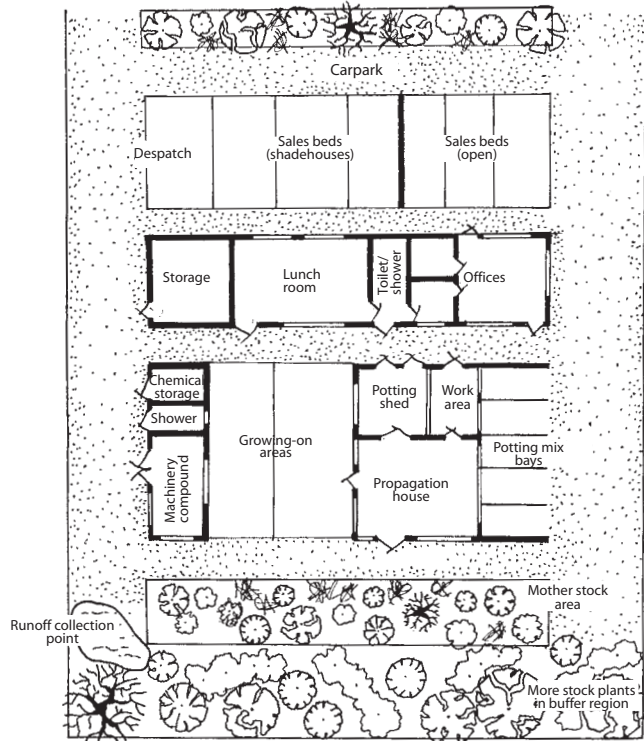 Carpark
Despatch
Sales beds
(shadehouses)
Sales beds
(open)
Storage
Lunch
room
Toilet/
shower
Offices
Chemical
storage
Shower
Machinery
compound
Growing-on
areas
Potting
shed
Work
area
Potting mix
bays
Propagation
house
Mother stock
area
Runoff collection
point
More stock plants
in buffer region